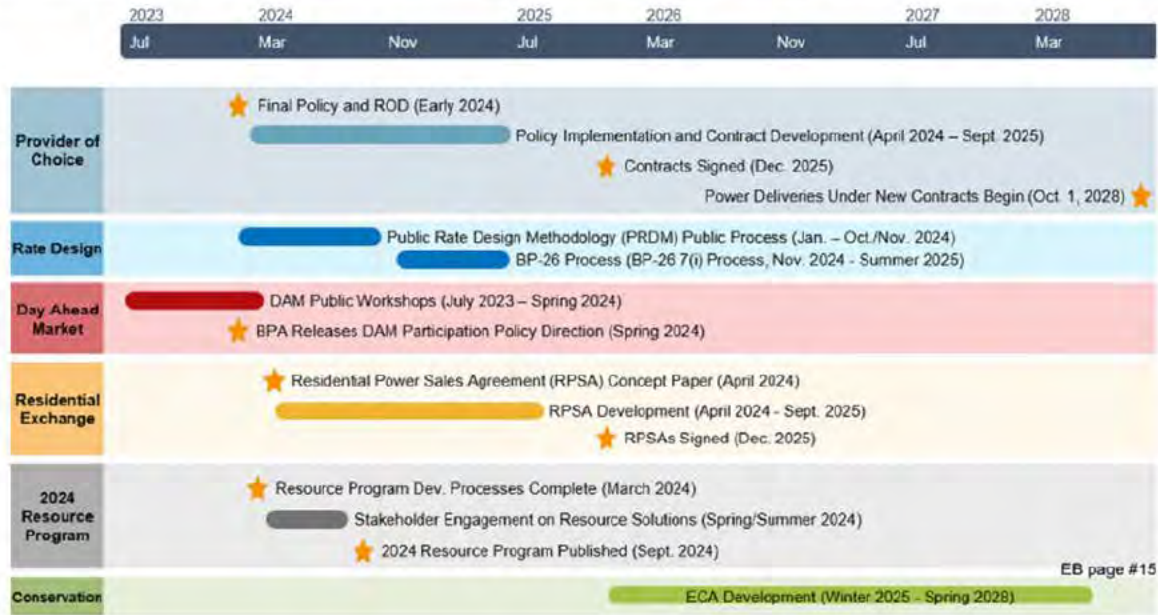 2023 2024 2025 2026 2027 2028
Jul Mar Nov Jul Mar Nov Jul Mar
Provider of
Choice
Final Policy and ROD (Early 2024)
Policy Implementation and Contract Development (April 2024 – Sept. 2025)
Contracts Signed (Dec. 2025)
Power Deliveries Under New Contracts Begin (Oct. 1, 2028)
Rate Design
Public Rate Design Methodology (PRDM) Public Process (Jan. – Oct./Nov. 2024)
BP-26 Process (BP-26 7(i) Process, Nov. 2024 - Summer 2025)
Day Ahead
Market
DAM Public Workshops (July 2023 – Spring 2024)
BPA Releases DAM Participation Policy Direction (Spring 2024)
Residential
Exchange
Residential Power Sales Agreement (RPSA) Concept Paper (April 2024)
RPSA Development (April 2024 - Sept. 2025)
RPSAs Signed (Dec. 2025)
2024
Resource
Program
Resource Program Dev. Processes Complete (March 2024)
Stakeholder Engagement on Resource Solutions (Spring/Summer 2024)
2024 Resource Program Published (Sept. 2024)
EB page #15
Conservation
ECA Development (Winter 2025 - Spring 2028)